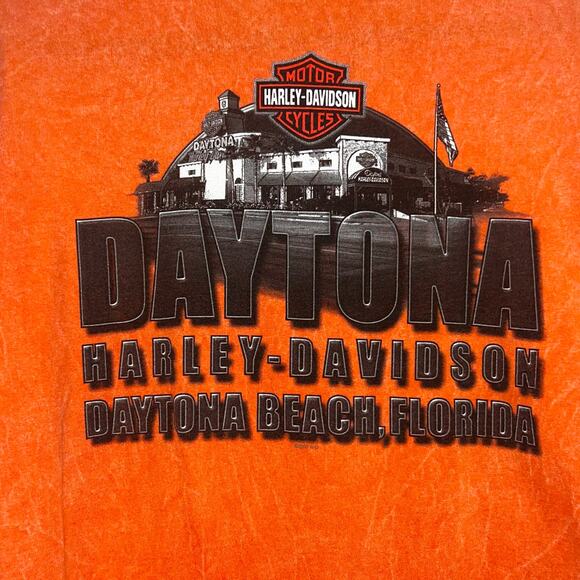 MOTOR
HARLEY-DAVIDSON
CYCLES
DAYTONA
DAYTONA
HARLEY-DAVIDSON
DAYTONA BEACH, FLORIDA